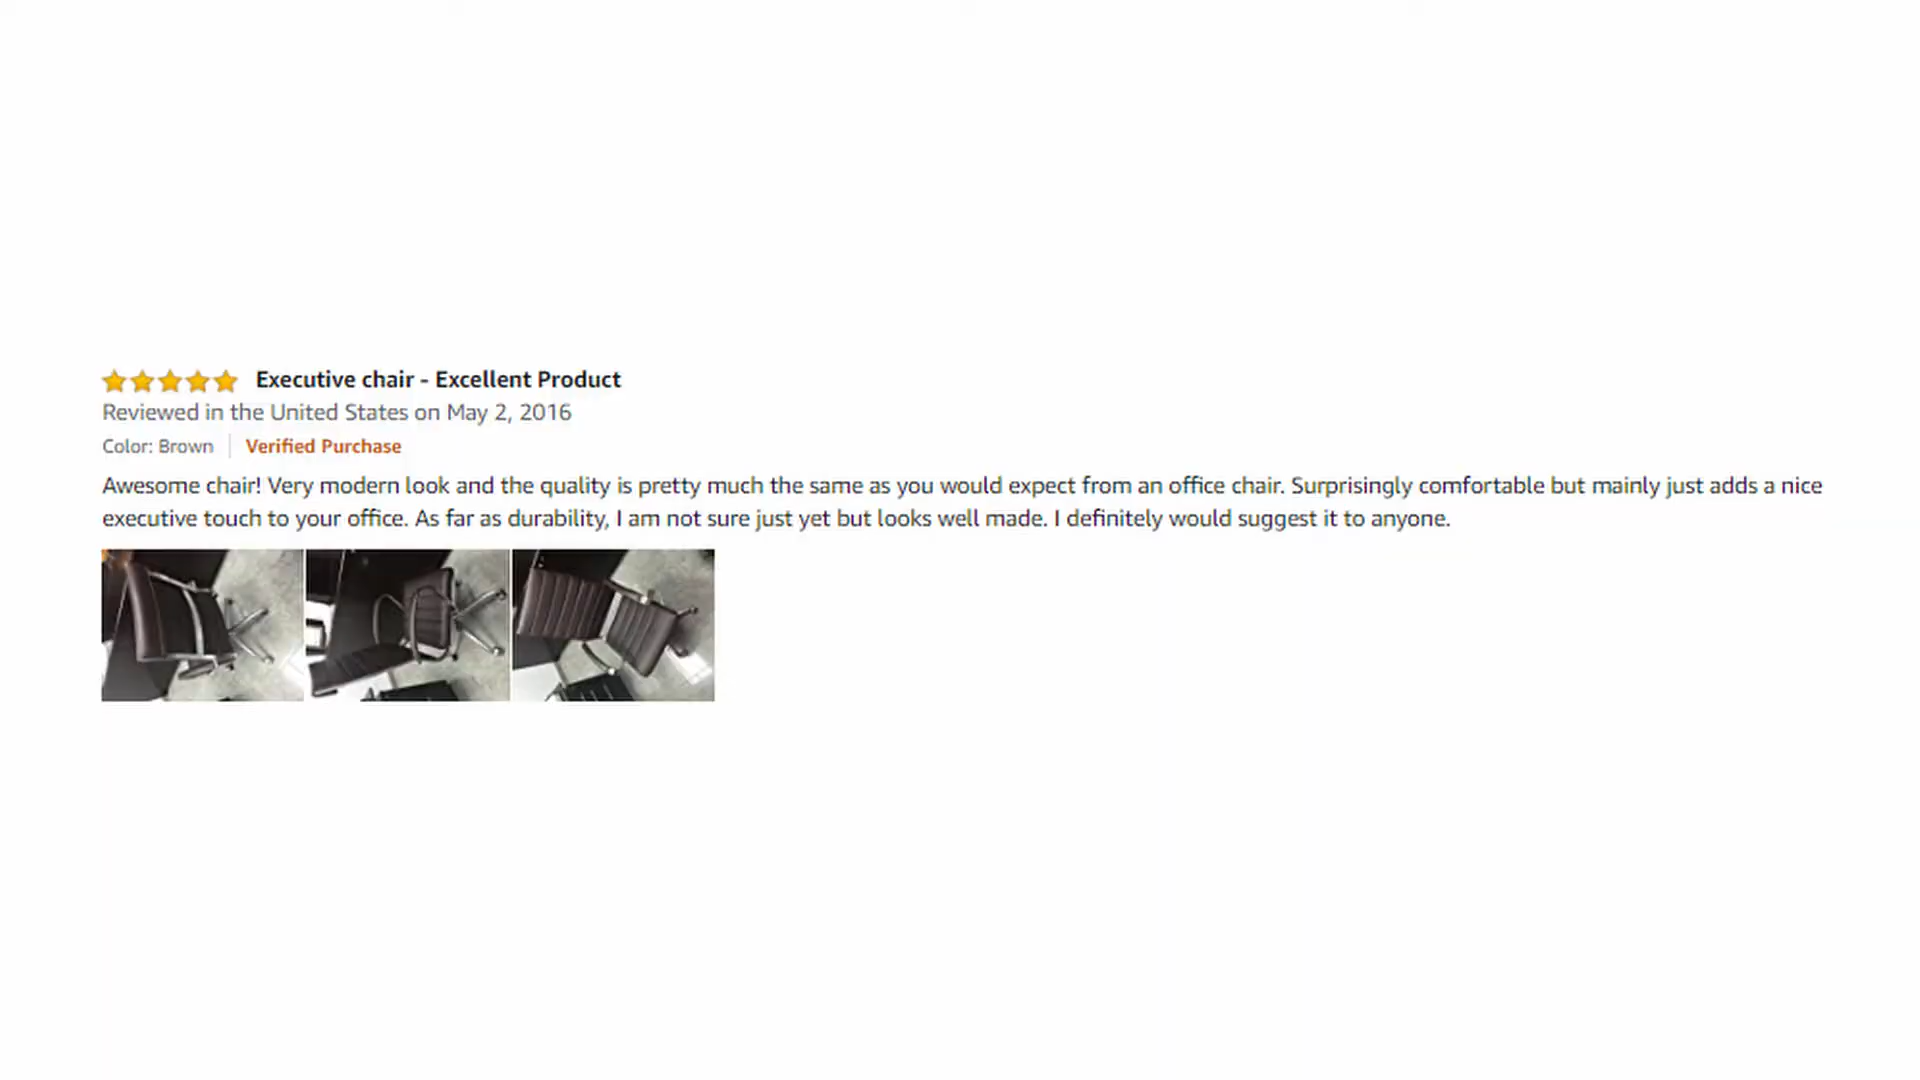 Executive chair - Excellent Product
Reviewed in the United States on May 2, 2016
Color: Brown | Verified Purchase
Awesome chair! Very modern look and the quality is pretty much the same as you would expect from an office chair. Surprisingly comfortable but mainly just adds a nice
executive touch to your office. As far as durability, I am not sure just yet but looks well made. I definitely would suggest it to anyone.